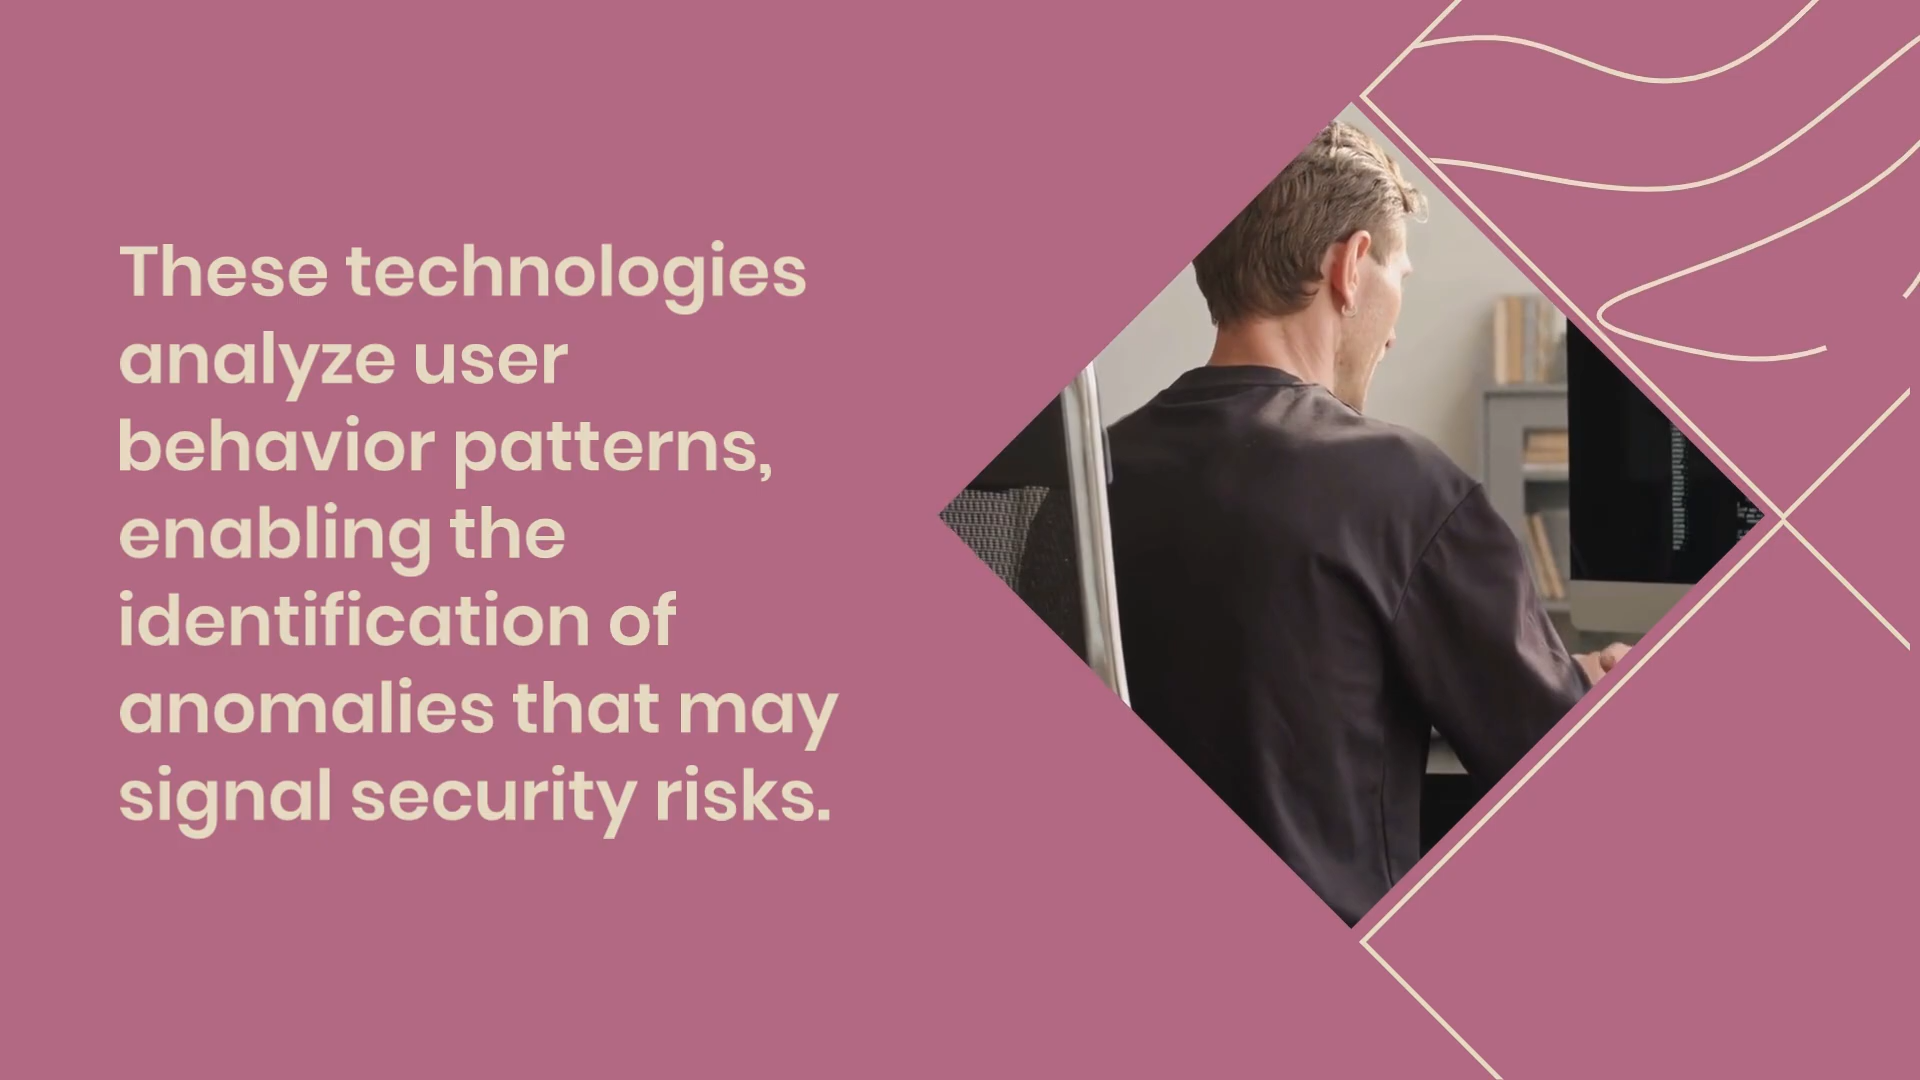 These technologies
analyze user
behavior patterns,
enabling the
identification of
anomalies that may
signal security risks.